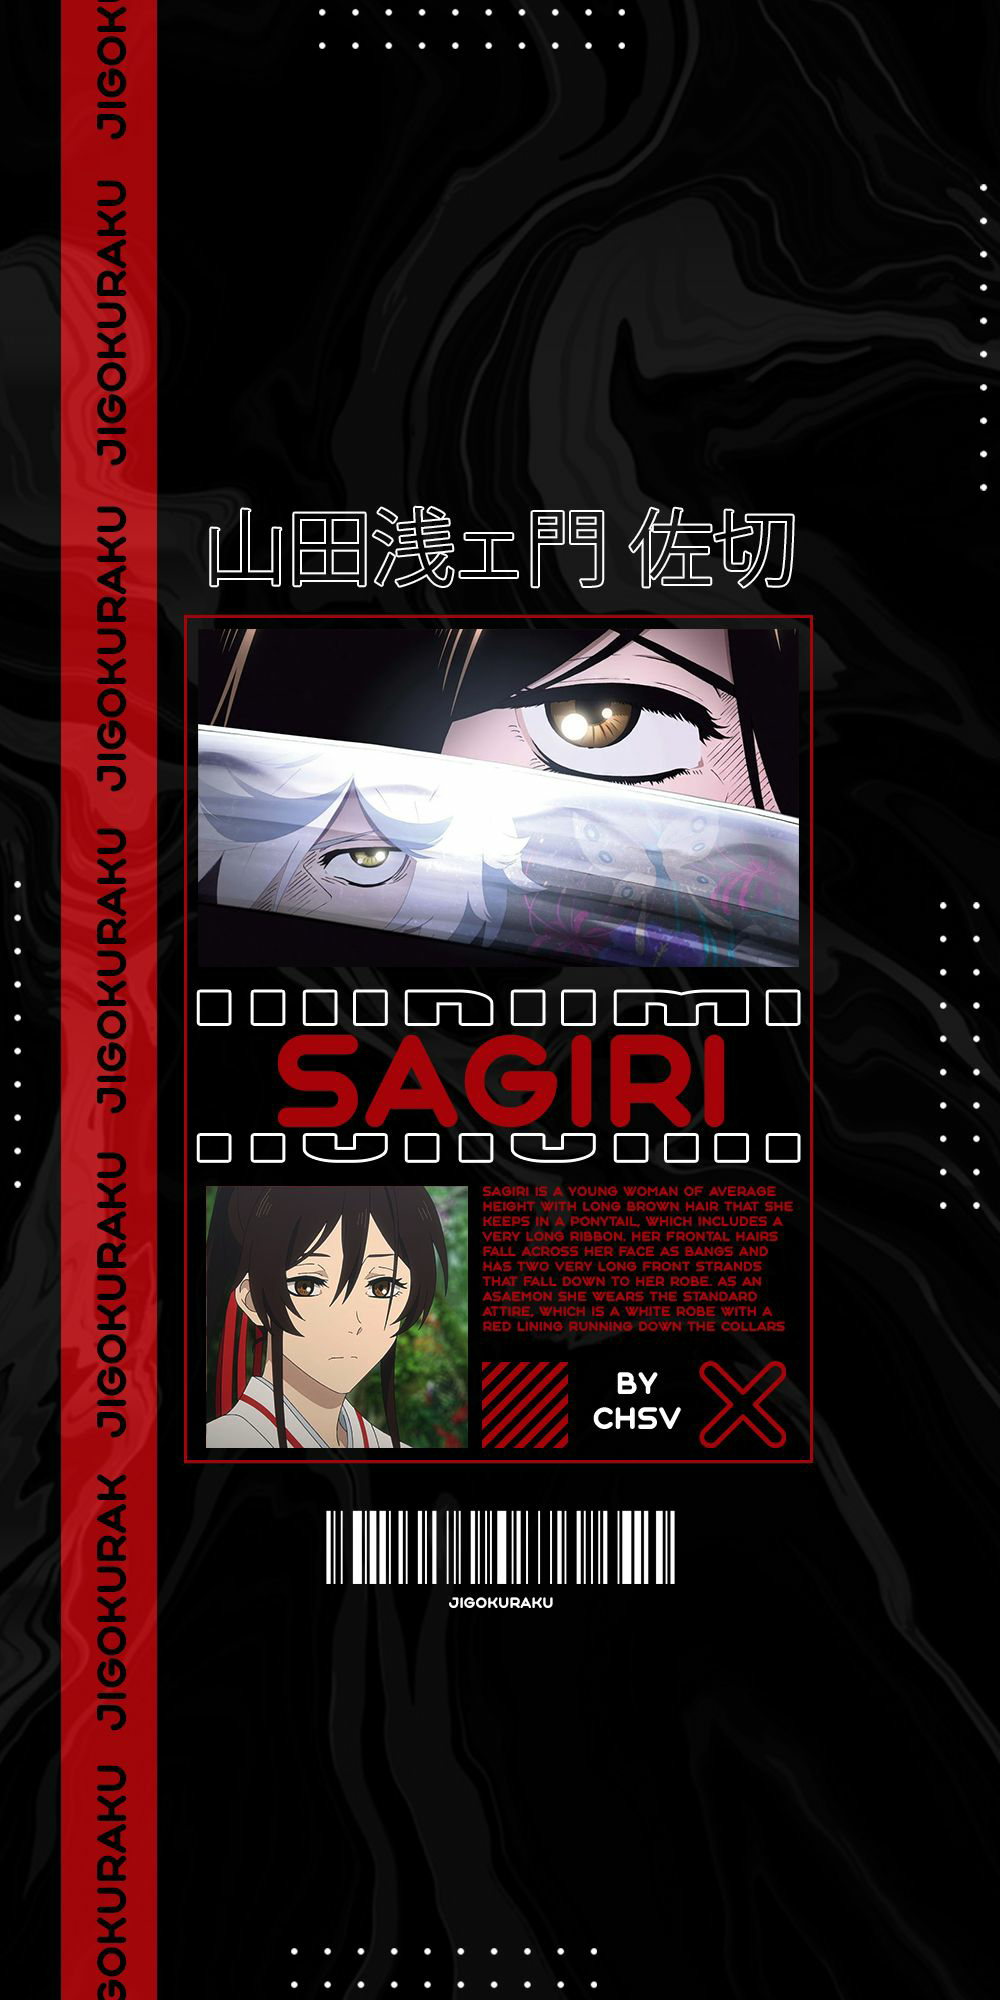 JIGOKURAKU
JIGOKURAKU
JIGOKURAKU
JIGOKURAKU
JIGOKURAK
JIGOKURAKU
山田浅ェ門 佐切
SAGIRI
SAGIRI IS A YOUNG WOMAN OF AVERAGE
HEIGHT WITH LONG BROWN HAIR THAT SHE
KEEPS IN A PONYTAIL, WHICH INCLUDES A
VERY LONG RIBBON. HER FRONTAL HAIRS
FALL ACROSS HER FACE AS BANGS AND
HAS TWO VERY LONG FRONT STRANDS
THAT FALL DOWN TO HER ROBE. AS AN
ASAEMON SHE WEARS THE STANDARD
ATTIRE, WHICH IS A WHITE ROBE WITH A
RED LINING RUNNING DOWN THE COLLARS
BY
CHSV
JIGOKURAKU